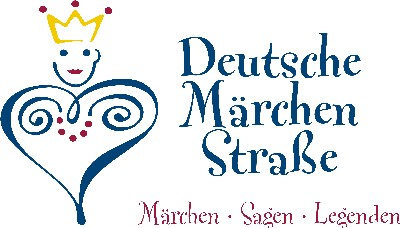 Deutsche
Märchen
Straße
Märchen · Sagen · Legenden